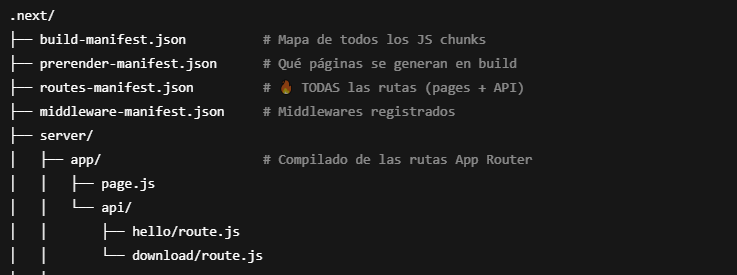 .next/
├── build-manifest.json # Mapa de todos los JS chunks
├── prerender-manifest.json # Qué páginas se generan en build
├── routes-manifest.json # 🔥 TODAS las rutas (pages + API)
├── middleware-manifest.json # Middlewares registrados
├── server/
│ ├── app/ # Compilado de las rutas App Router
│ │ ├── page.js
│ │ └── api/
│ │ ├── hello/route.js
│ │ └── download/route.js